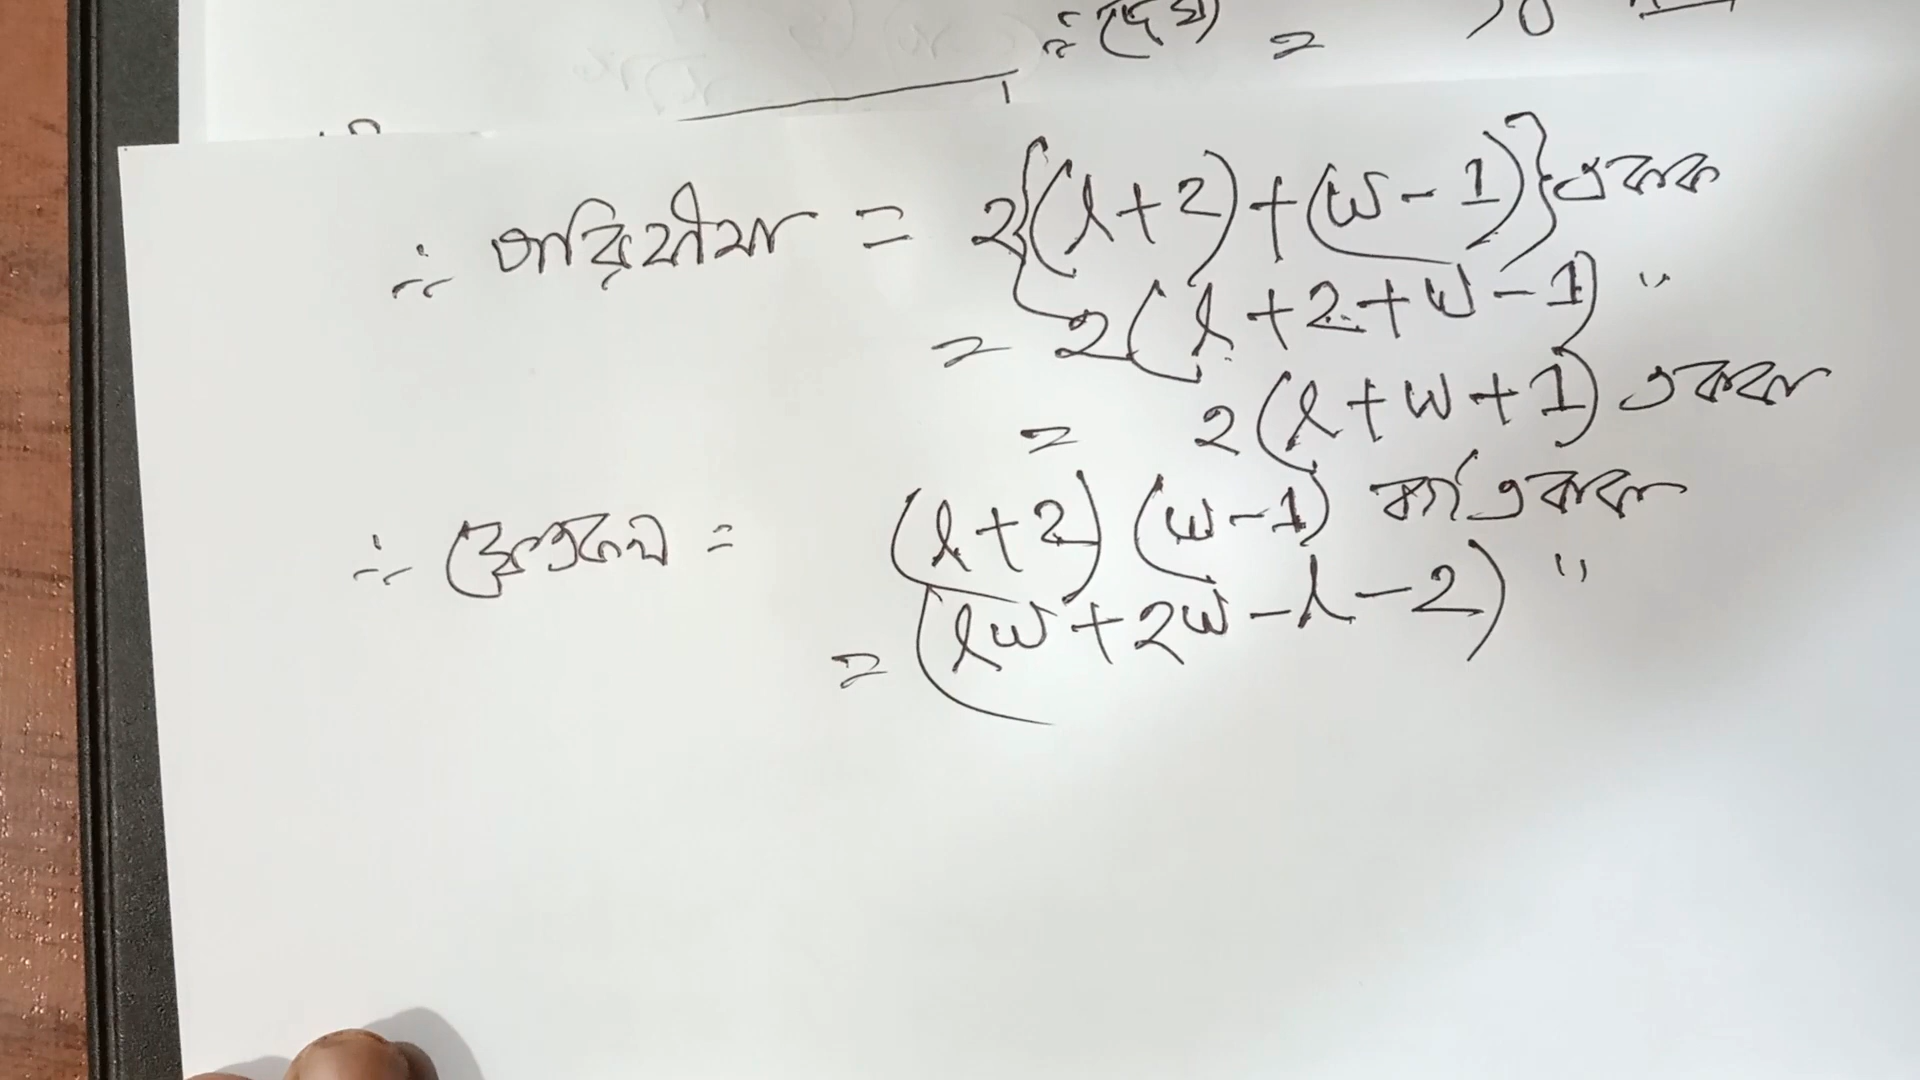 ∴ (দৈর্ঘ্য) =
∴ পরিসীমা = 2{(l+2)+(w-1)} একক
= 2(l+2+w-1) "
= 2(l+w+1) একক
∴ ক্ষেত্রফল = (l+2)(w-1) বর্গ একক
= (lw+2w-l-2) "